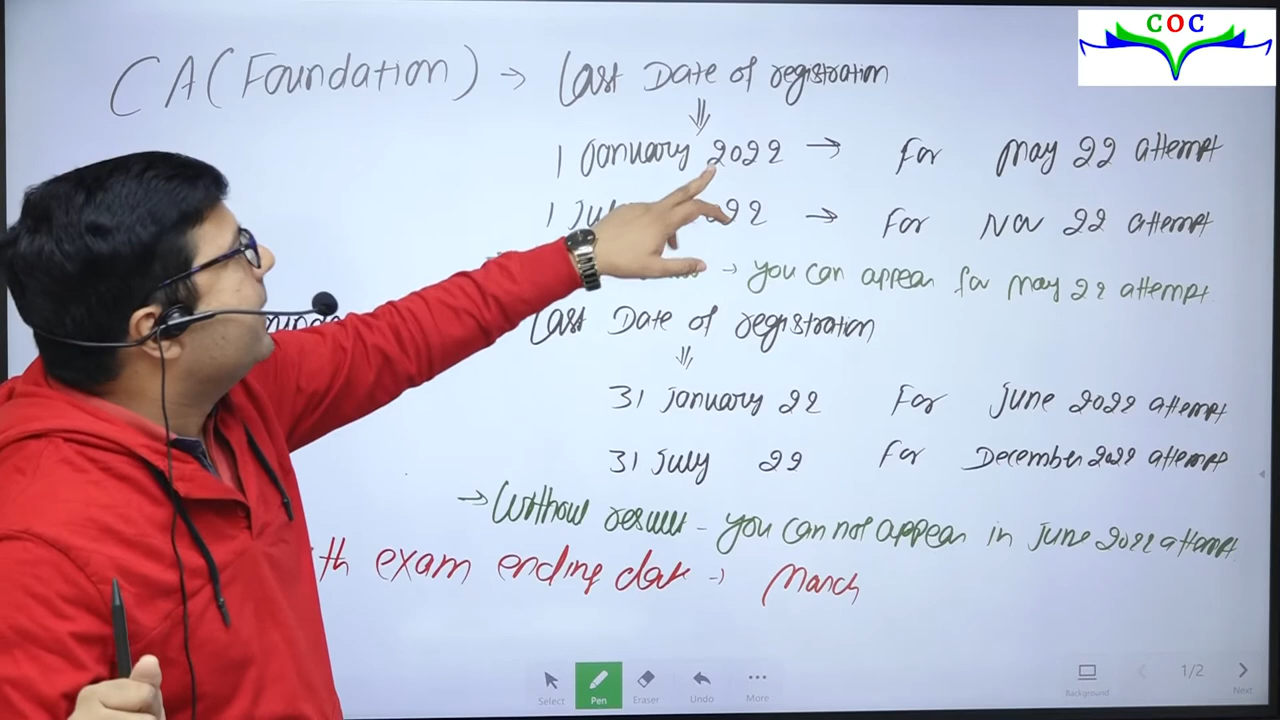 COC
CA (Foundation) → Last Date of registration
1 January 2022 → for May 22 attempt
1 22 → for Nov 22 attempt
→ you can appear for May 22 attempt.
Last Date of registration
31 January 22 for June 2022 attempt
31 July 22 for December 2022 attempt
→ Without result - you can not appear in June 2022 attempt
th exam ending date → March
Select Pen Eraser Undo More Background 1/2 Next